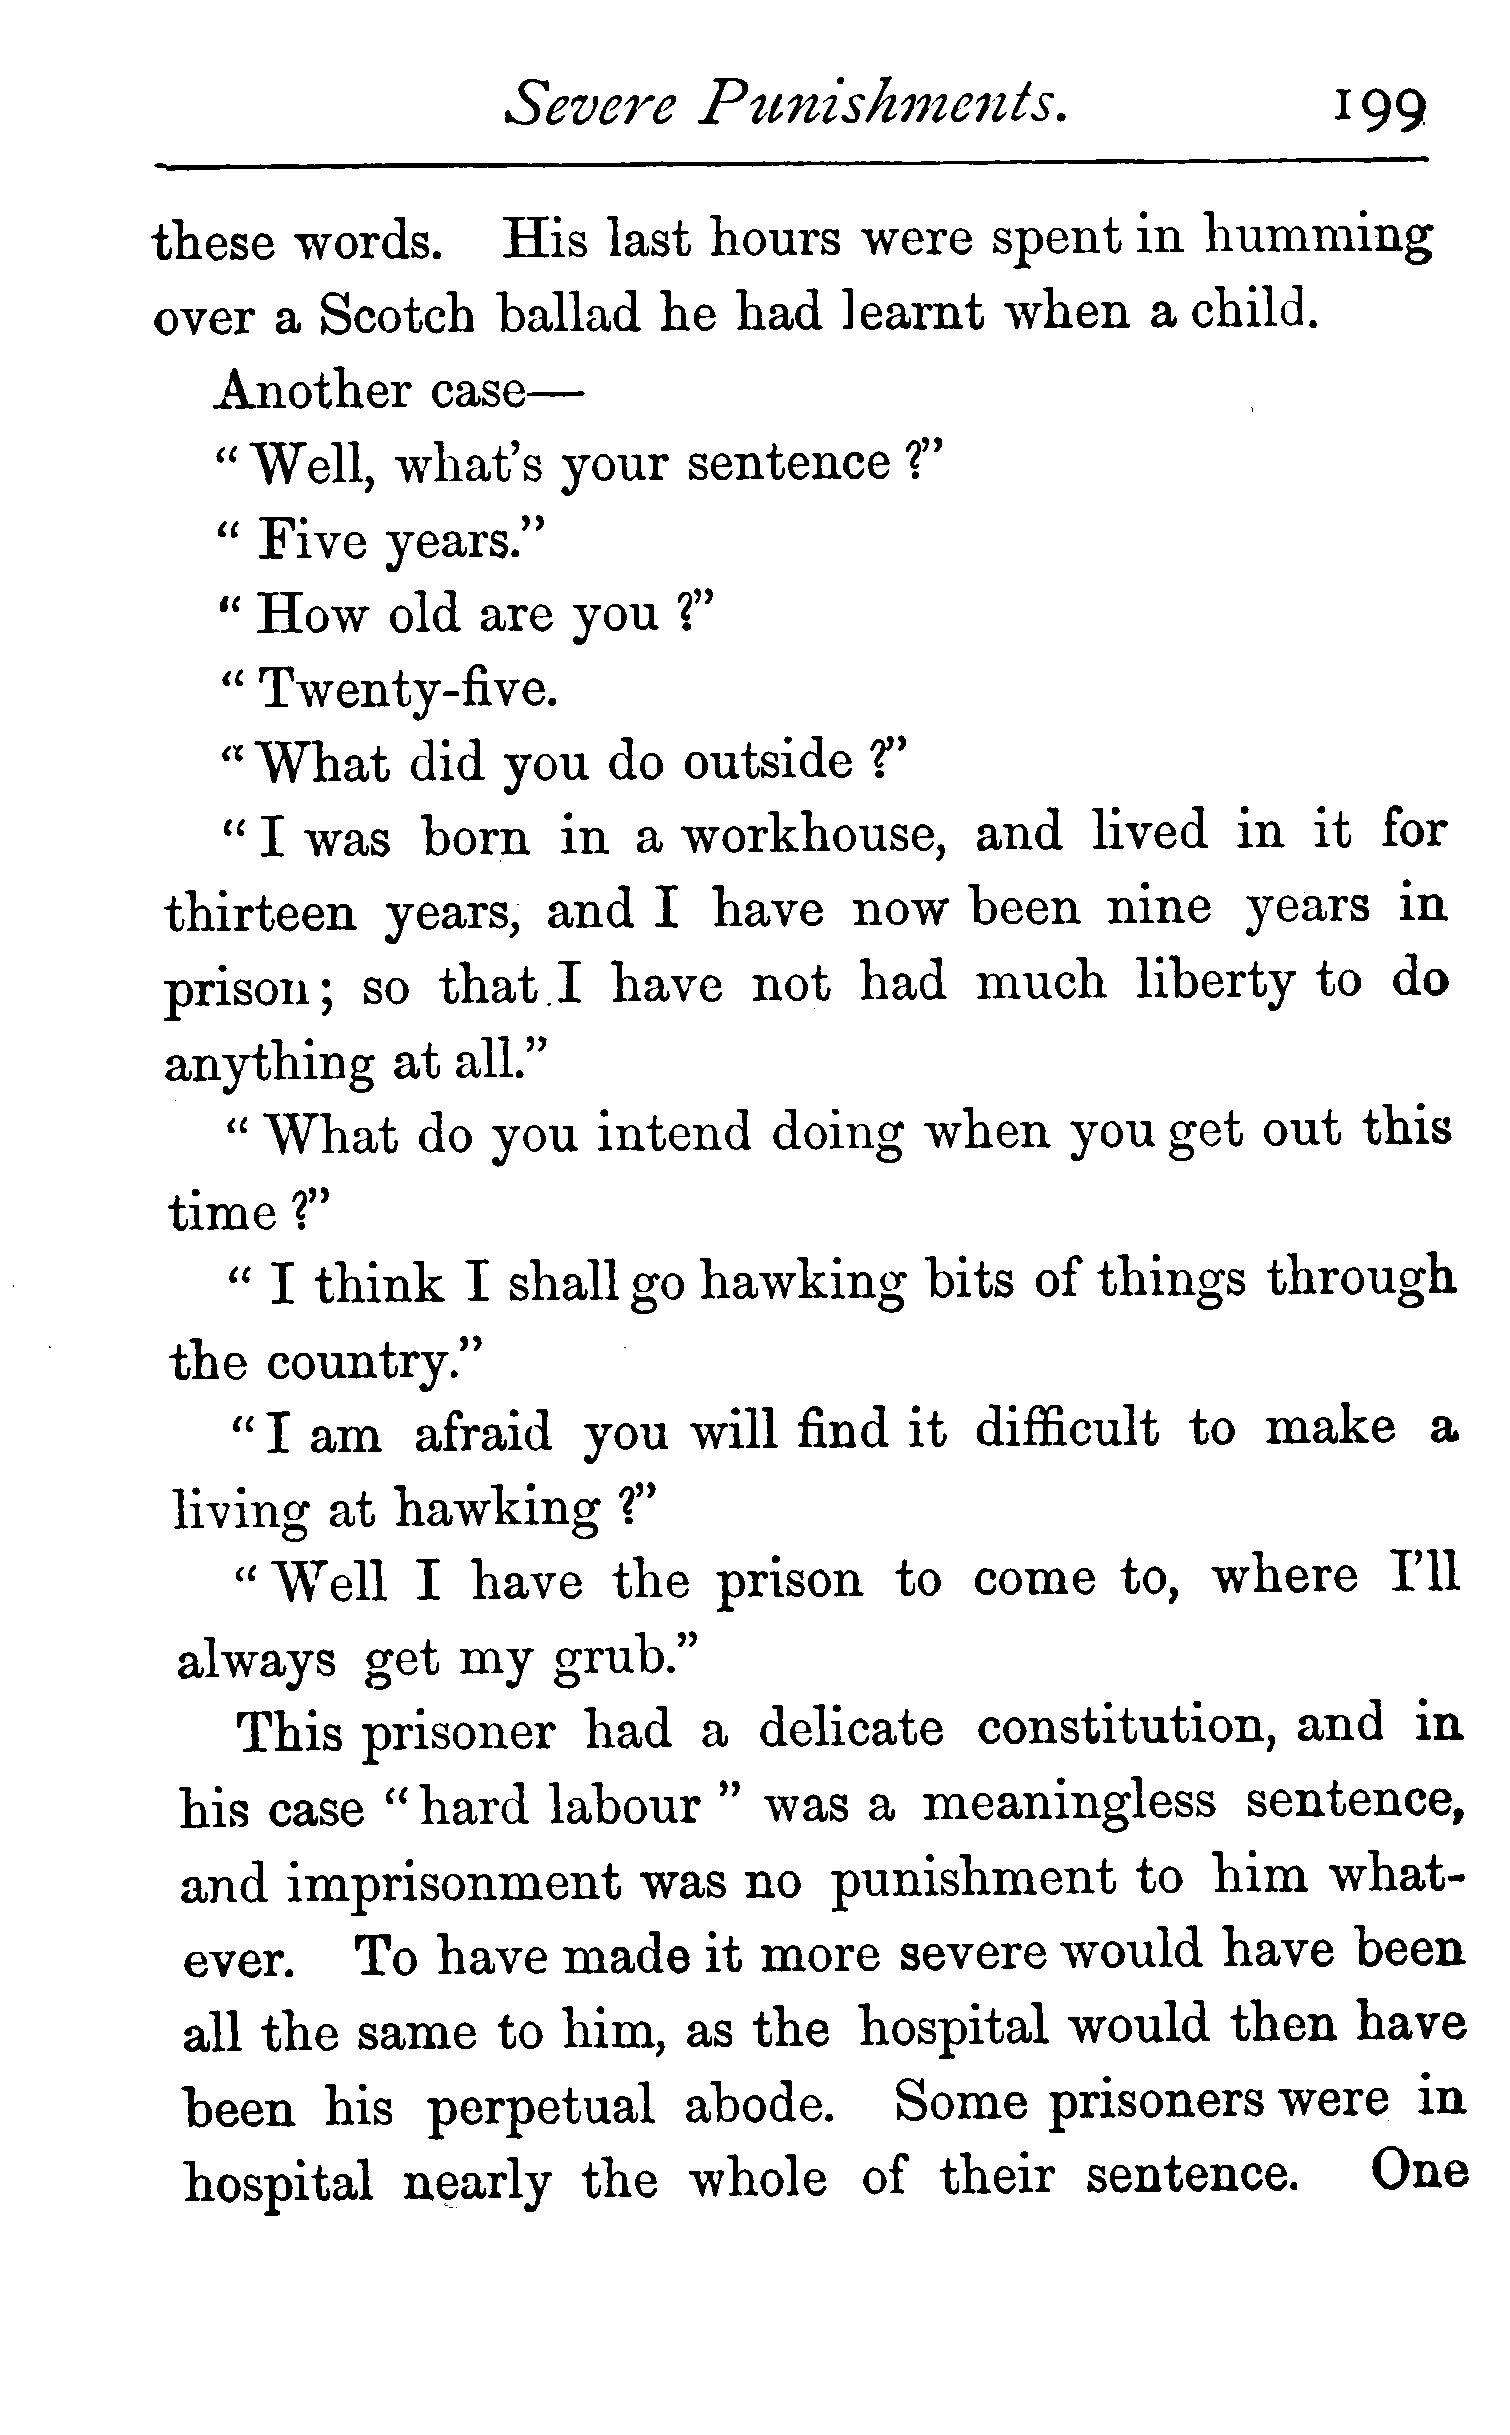 Severe Punishments. 199
these words. His last hours were spent in humming
over a Scotch ballad he had learnt when a child.
Another case—
“Well, what's your sentence ?”
“ Five years.”
“ How old are you ?”
“ Twenty-five.
“What did you do outside ?”
“ I was born in a workhouse, and lived in it for
thirteen years, and I have now been nine years in
prison; so that I have not had much liberty to do
anything at all.”
“ What do you intend doing when you get out this
time ?”
“ I think I shall go hawking bits of things through
the country.”
“ I am afraid you will find it difficult to make a
living at hawking ?”
“ Well I have the prison to come to, where I'll
always get my grub.”
This prisoner had a delicate constitution, and in
his case “hard labour ” was a meaningless sentence,
and imprisonment was no punishment to him what-
ever. To have made it more severe would have been
all the same to him, as the hospital would then have
been his perpetual abode. Some prisoners were in
hospital nearly the whole of their sentence. One